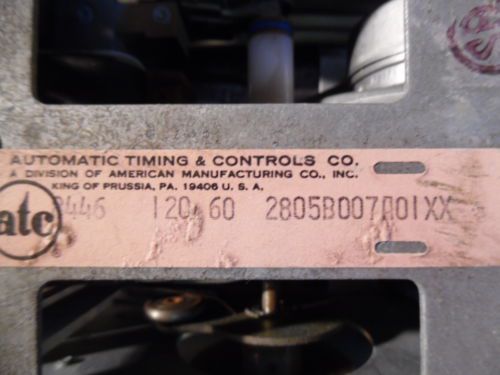 AUTOMATIC TIMING & CONTROLS CO.
A DIVISION OF AMERICAN MANUFACTURING CO., INC.
KING OF PRUSSIA, PA. 19406 U. S. A.
atc
120 60 2805B007A01XX